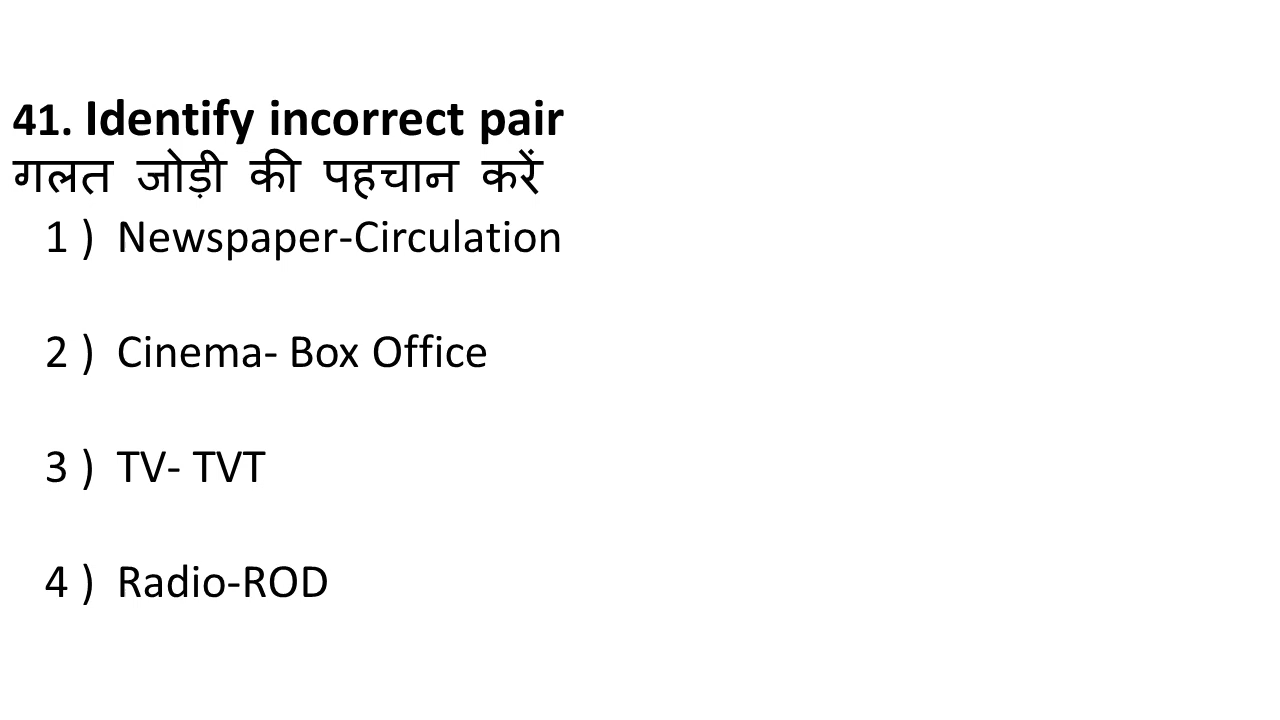 41. Identify incorrect pair
गलत जोड़ी की पहचान करें
1 ) Newspaper-Circulation
2 ) Cinema- Box Office
3 ) TV- TVT
4 ) Radio-ROD